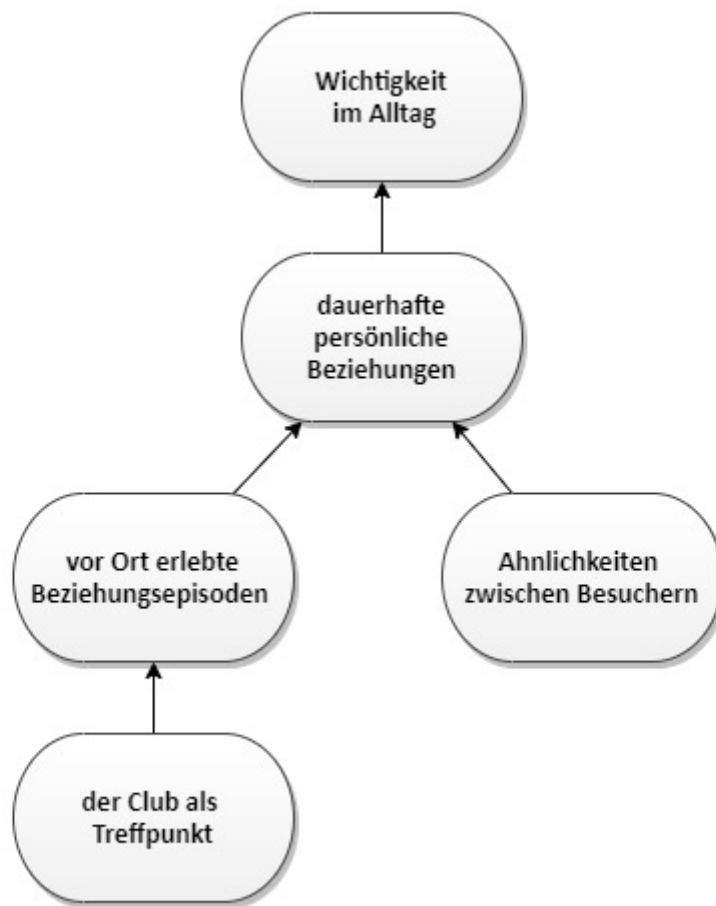 Wichtigkeit
im Alltag
dauerhafte
persönliche
Beziehungen
vor Ort erlebte
Beziehungsepisoden
Ahnlichkeiten
zwischen Besuchern
der Club als
Treffpunkt